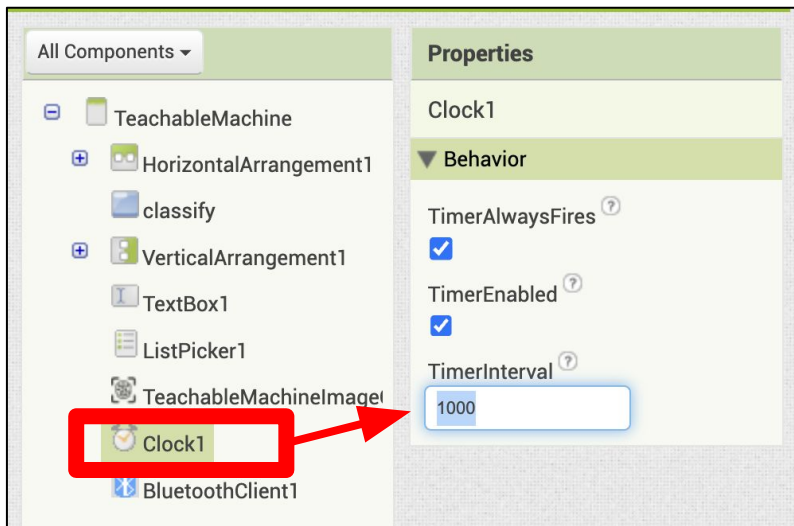 All Components
TeachableMachine
HorizontalArrangement1
classify
VerticalArrangement1
TextBox1
ListPicker1
TeachableMachineImage
Clock1
BluetoothClient1
Properties
Clock1
Behavior
TimerAlwaysFires ?
TimerEnabled ?
TimerInterval ?
1000